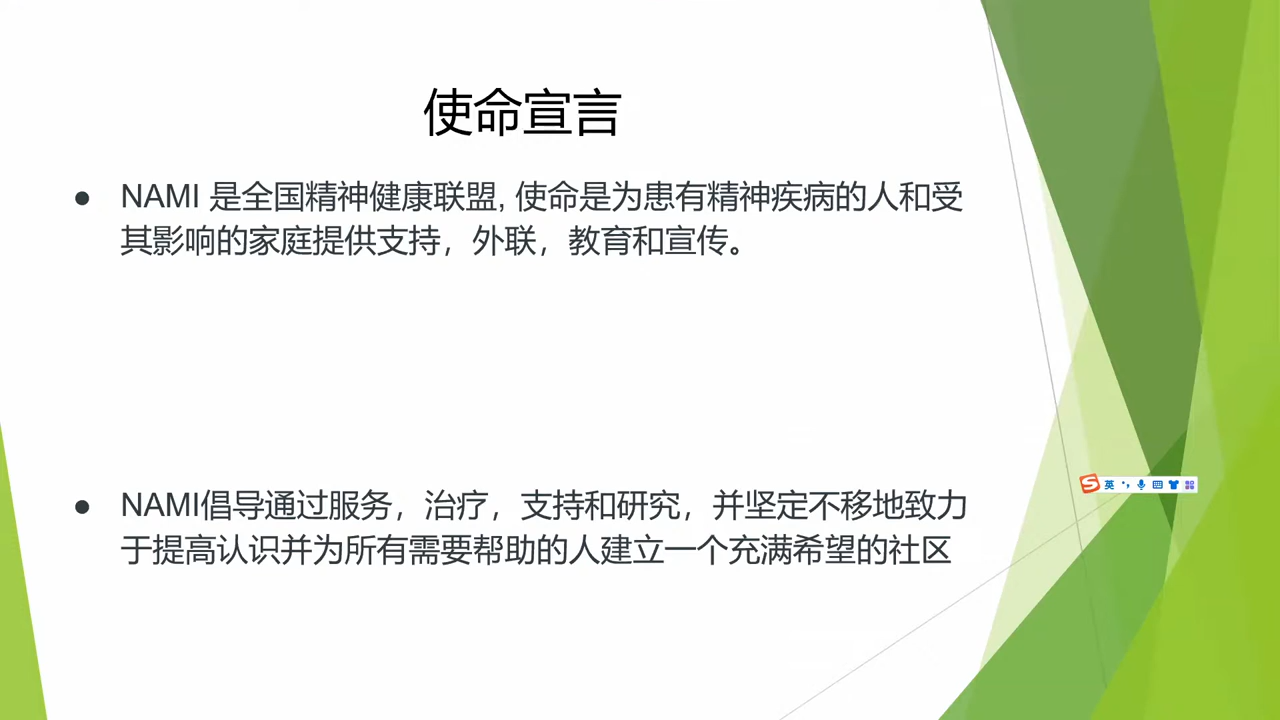 使命宣言
● NAMI 是全国精神健康联盟, 使命是为患有精神疾病的人和受
其影响的家庭提供支持，外联，教育和宣传。
● NAMI倡导通过服务，治疗，支持和研究，并坚定不移地致力
于提高认识并为所有需要帮助的人建立一个充满希望的社区
S 英